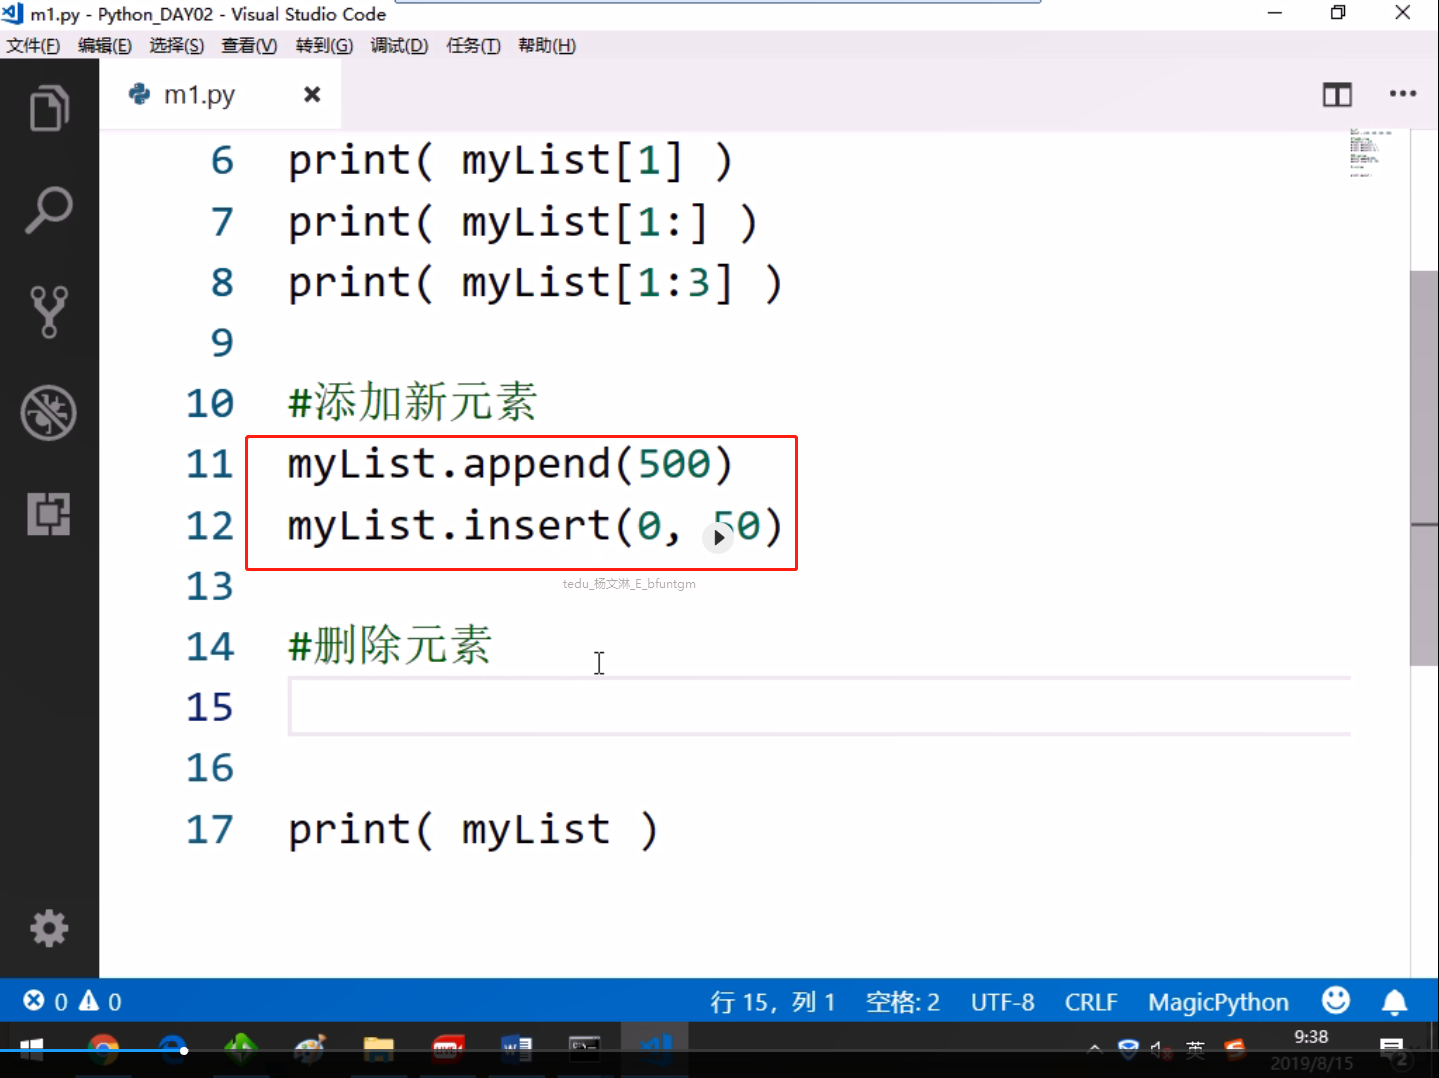 m1.py - Python_DAY02 - Visual Studio Code
文件(F) 编辑(E) 选择(S) 查看(V) 转到(G) 调试(D) 任务(T) 帮助(H)
m1.py
6 print( myList[1] )
7 print( myList[1:] )
8 print( myList[1:3] )
9
10 #添加新元素
11 myList.append(500)
12 myList.insert(0, 50)
tedu_杨文淋_E_bfuntgm
13
14 #删除元素
15
16
17 print( myList )
0 0 行 15，列 1 空格: 2 UTF-8 CRLF MagicPython
英 9:38
2019/8/15 2